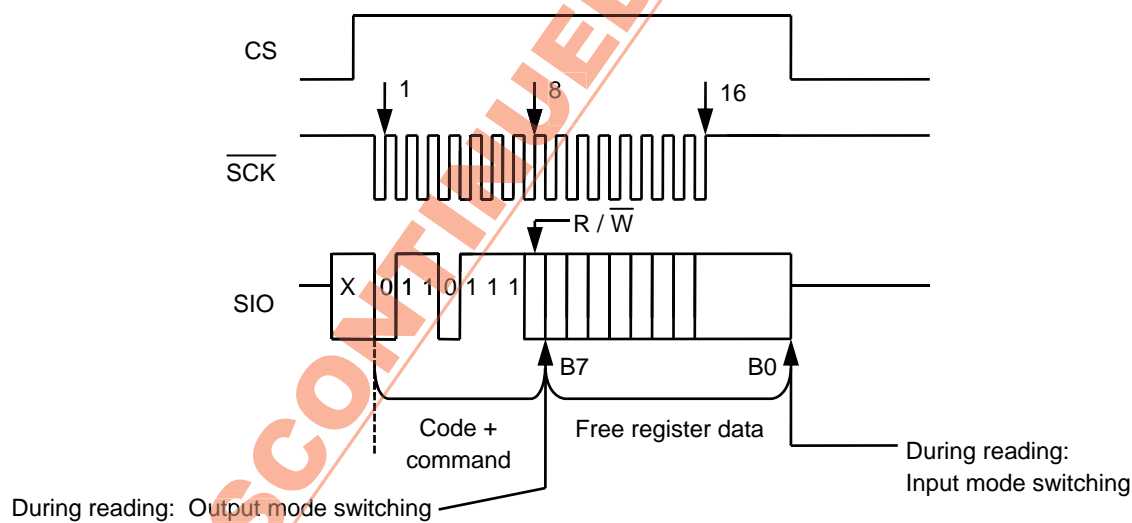 CS
1
8
16
SCK
R / W
X 0 1 1 0 1 1 1
SIO
B7
B0
Code +
command
Free register data
During reading:
Input mode switching
During reading: Output mode switching
SCONTINUE